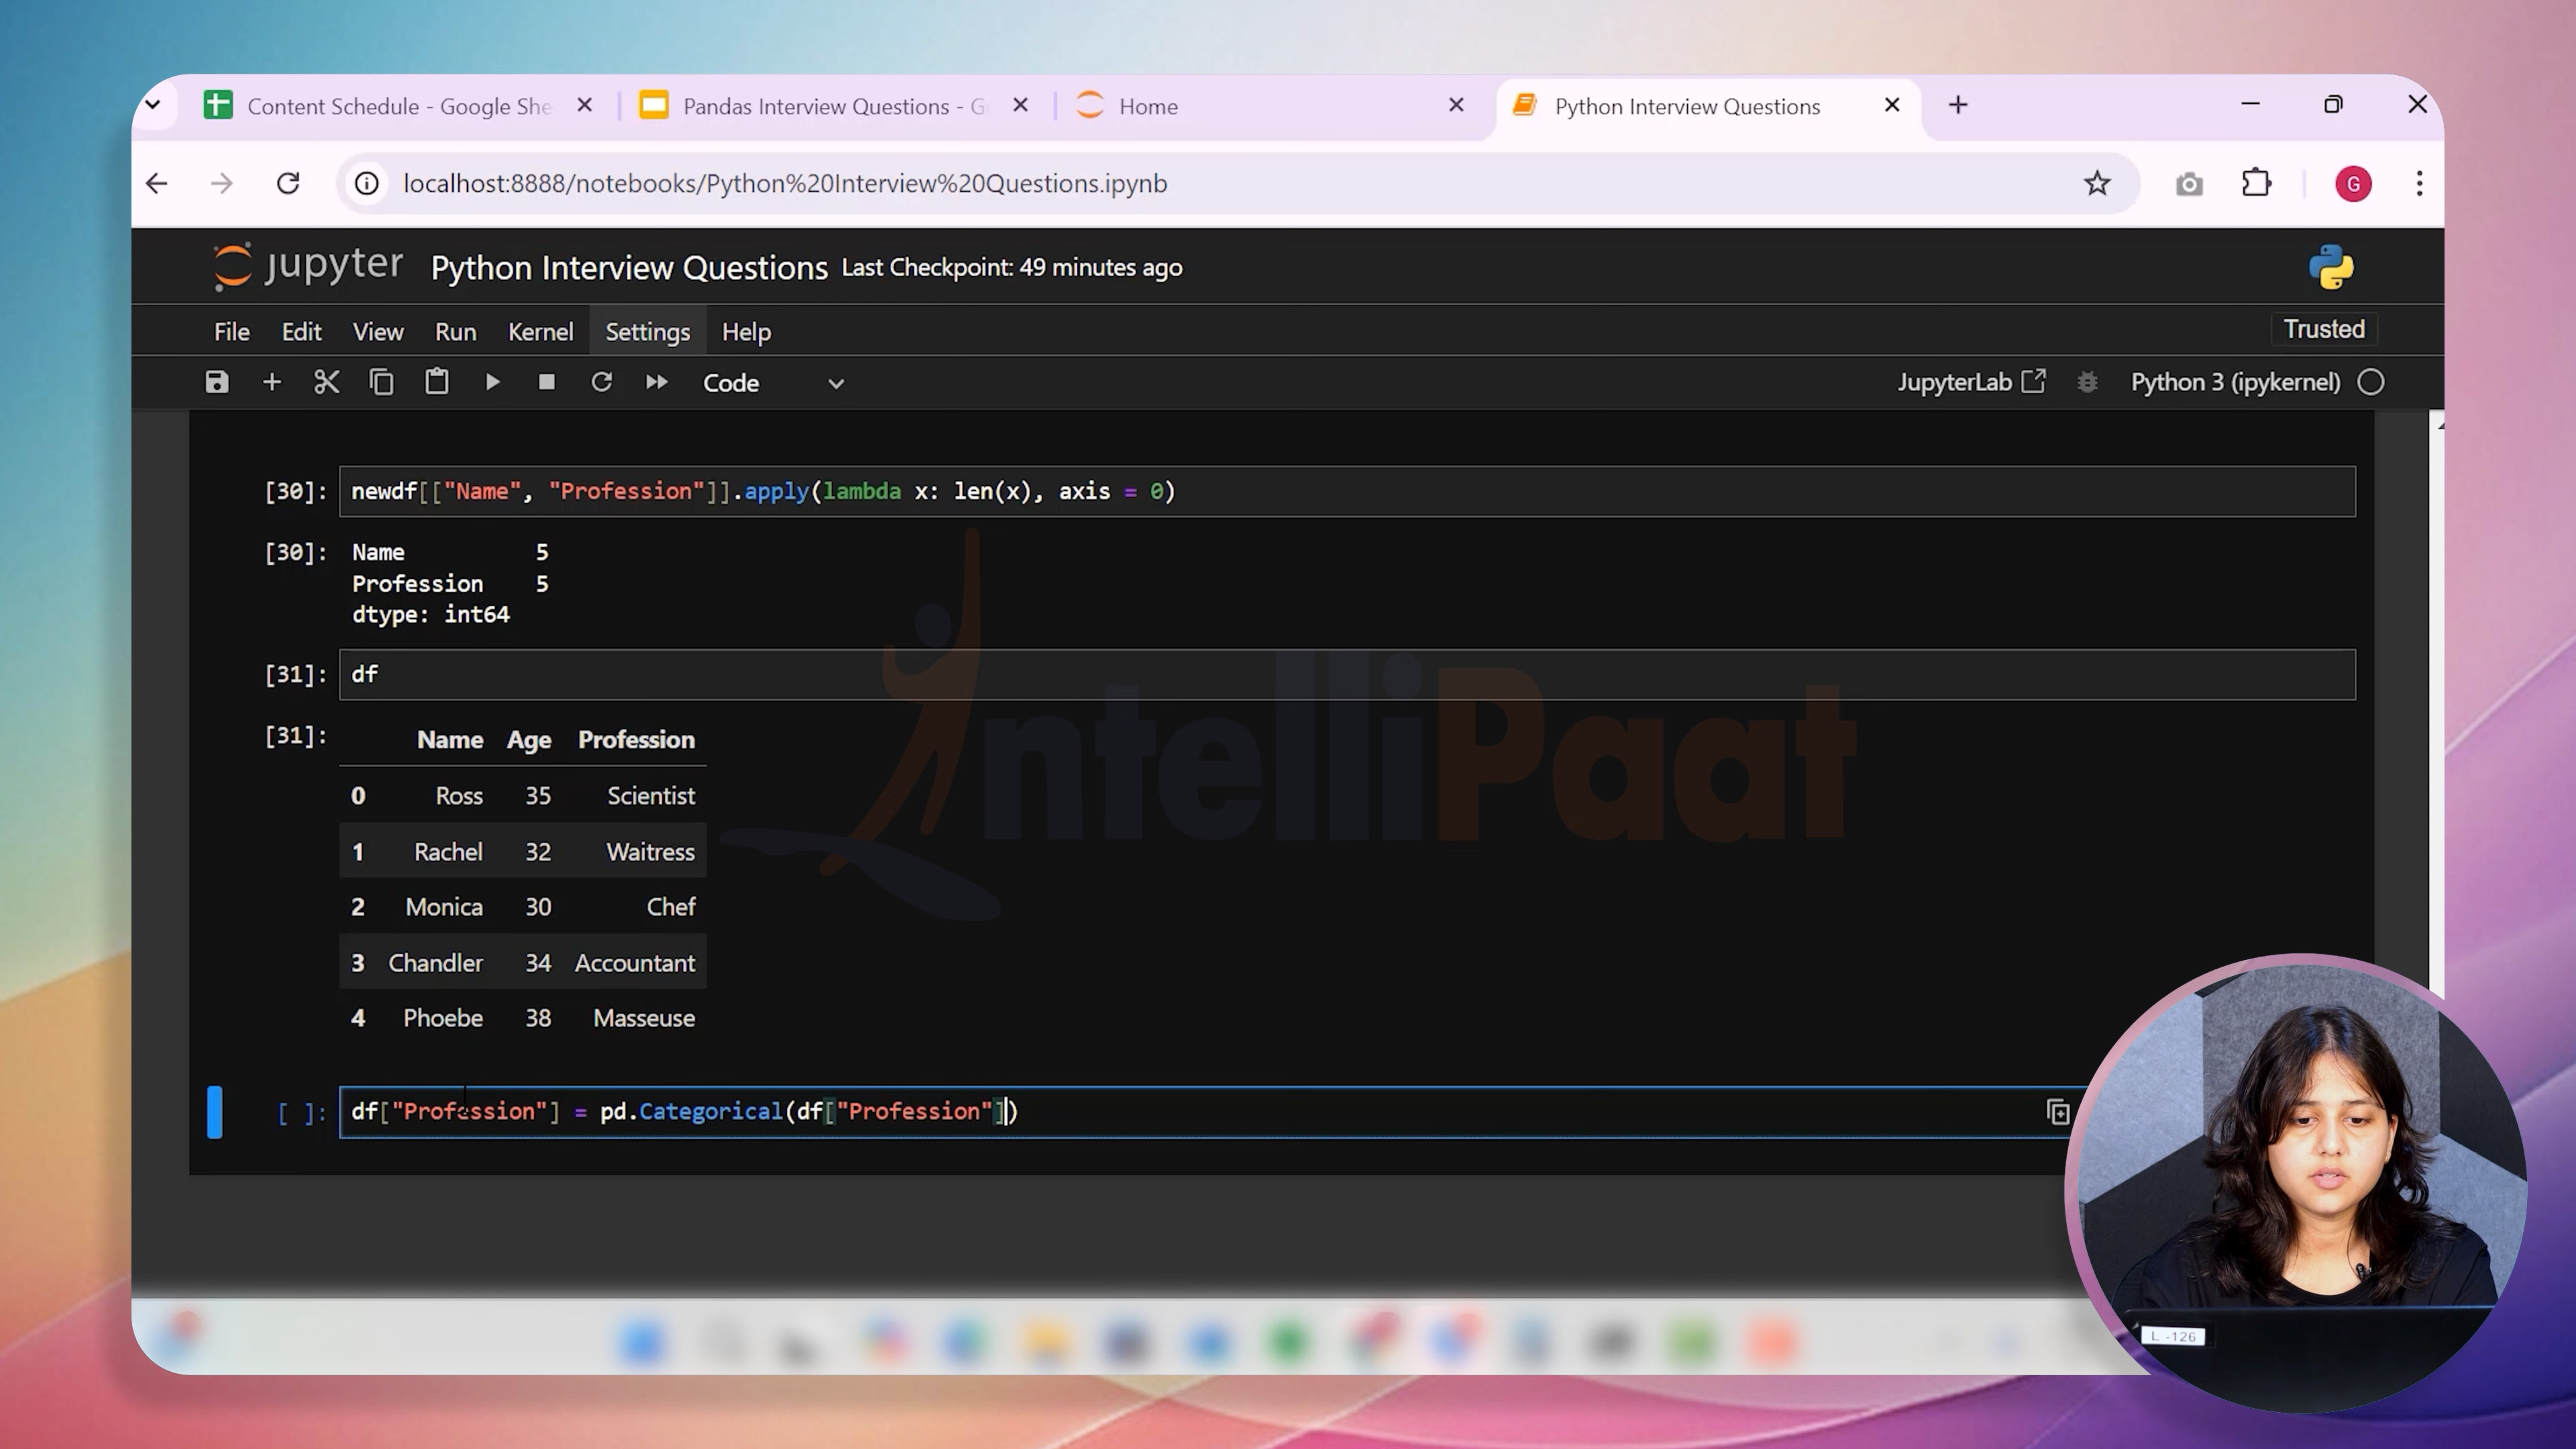 Content Schedule - Google She
Pandas Interview Questions - G
Home
Python Interview Questions
localhost:8888/notebooks/Python%20Interview%20Questions.ipynb
G
jupyter Python Interview Questions Last Checkpoint: 49 minutes ago
File Edit View Run Kernel Settings Help
Trusted
Code
JupyterLab
Python 3 (ipykernel)
[30]: newdf[["Name", "Profession"]].apply(lambda x: len(x), axis = 0)
[30]: Name 5
Profession 5
dtype: int64
[31]: df
[31]: Name Age Profession
0 Ross 35 Scientist
1 Rachel 32 Waitress
2 Monica 30 Chef
3 Chandler 34 Accountant
4 Phoebe 38 Masseuse
IntelliPaat
[ ]: df["Profession"] = pd.Categorical(df["Profession"])
L -126